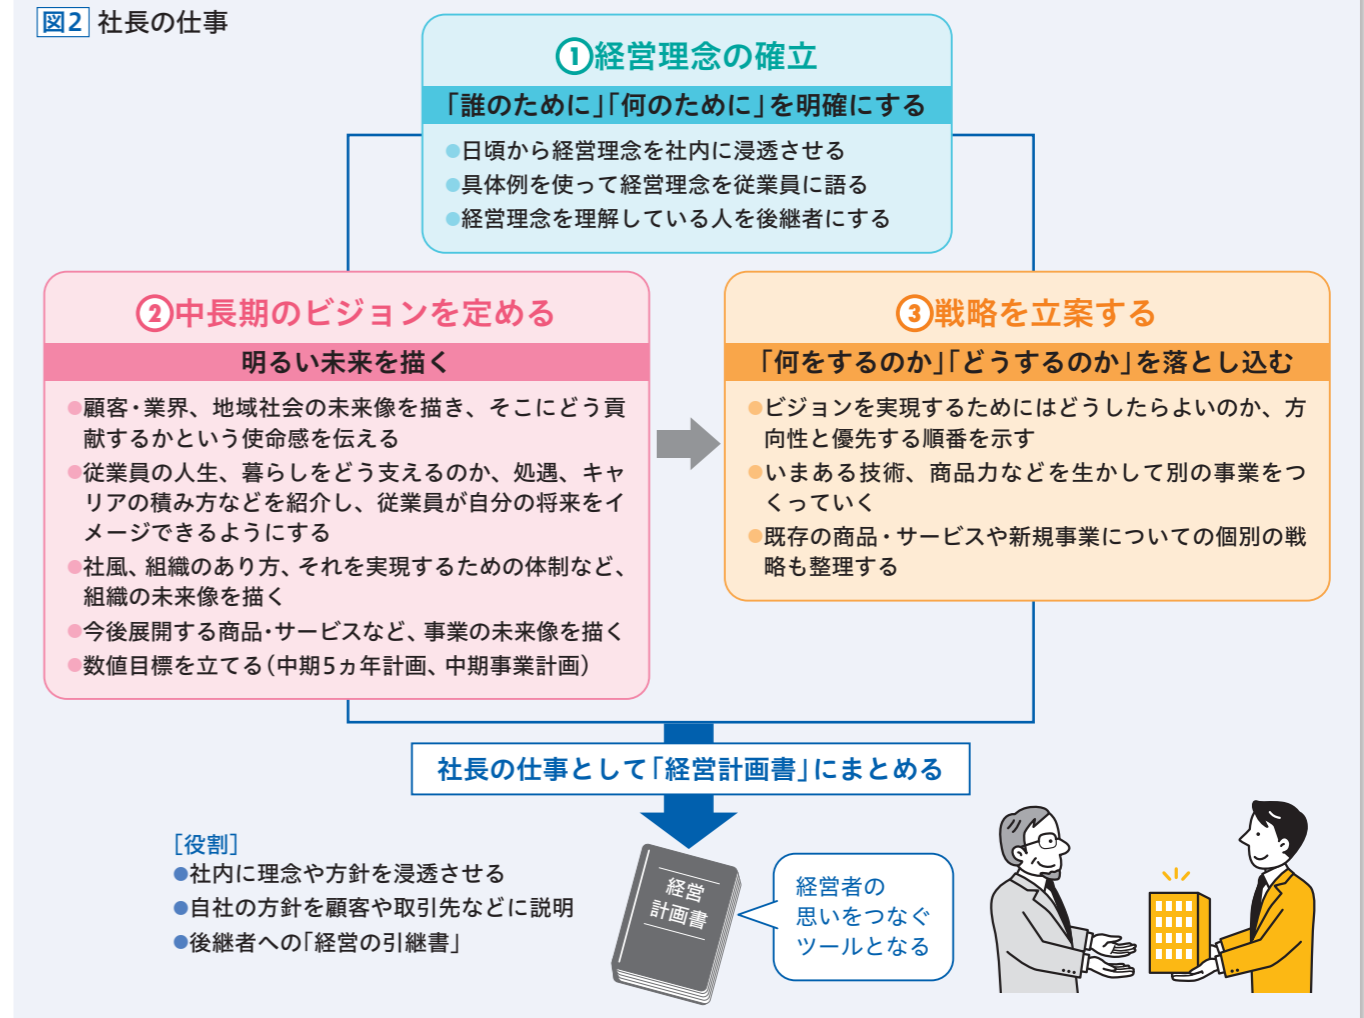 図2 社長の仕事
①経営理念の確立
「誰のために」「何のために」を明確にする
●日頃から経営理念を社内に浸透させる
●具体例を使って経営理念を従業員に語る
●経営理念を理解している人を後継者にする
②中長期のビジョンを定める
明るい未来を描く
●顧客・業界、地域社会の未来像を描き、そこにどう貢
献するかという使命感を伝える
●従業員の人生、暮らしをどう支えるのか、処遇、キャ
リアの積み方などを紹介し、従業員が自分の将来をイ
メージできるようにする
●社風、組織のあり方、それを実現するための体制など、
組織の未来像を描く
●今後展開する商品・サービスなど、事業の未来像を描く
●数値目標を立てる（中期5ヵ年計画、中期事業計画）
③戦略を立案する
「何をするのか」「どうするのか」を落とし込む
●ビジョンを実現するためにはどうしたらよいのか、方
向性と優先する順番を示す
●いまある技術、商品力などを生かして別の事業をつ
くっていく
●既存の商品・サービスや新規事業についての個別の戦
略も整理する
社長の仕事として「経営計画書」にまとめる
［役割］
●社内に理念や方針を浸透させる
●自社の方針を顧客や取引先などに説明
●後継者への「経営の引継書」
経営
計画書
経営者の
思いをつなぐ
ツールとなる